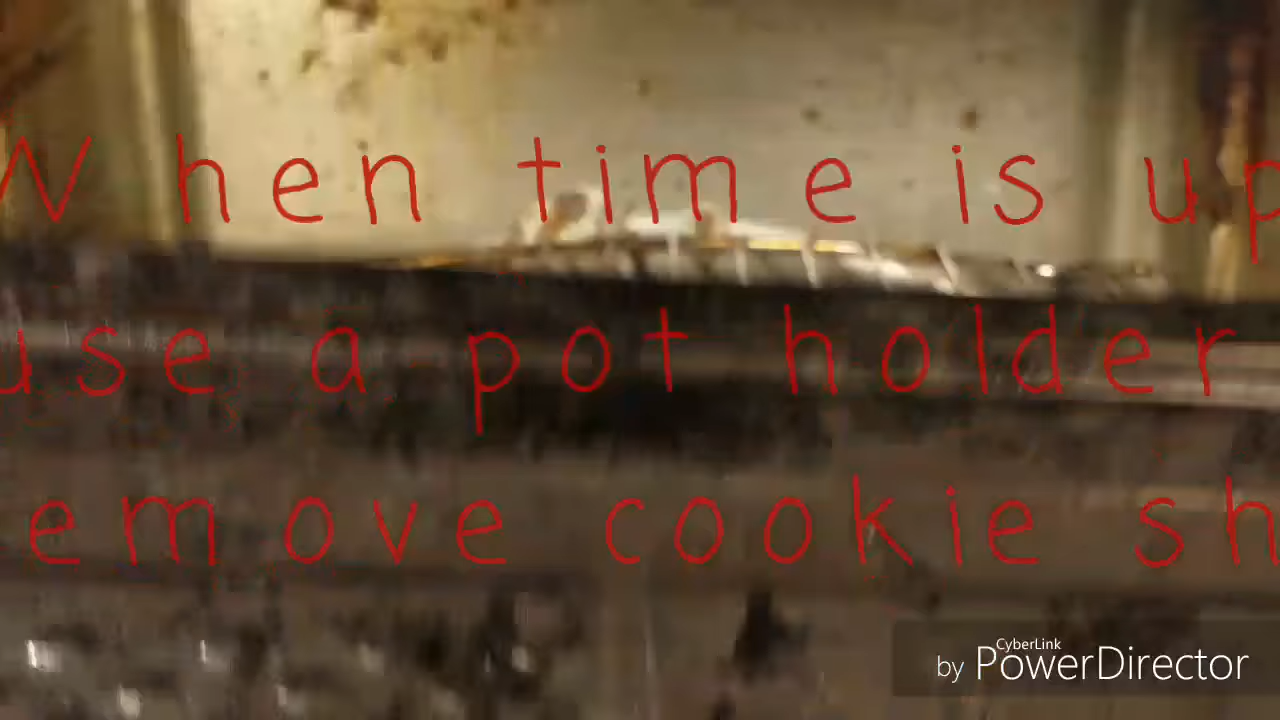 When time is up
use a pot holder
emove cookie sh
CyberLink
by PowerDirector